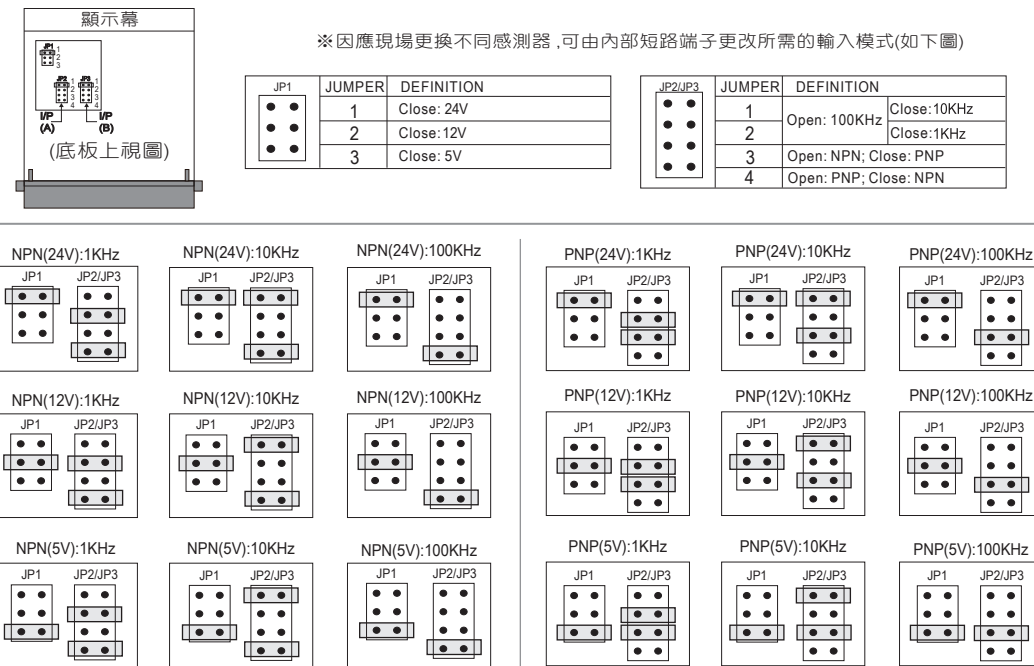 顯示幕
JP1
1
2
3
JP2 JP3
1 1
2 2
3 3
4 4
I/P I/P
(A) (B)
(底板上視圖)
※因應現場更換不同感測器,可由內部短路端子更改所需的輸入模式(如下圖)
JP1 JUMPER DEFINITION
1 Close: 24V
2 Close:12V
3 Close: 5V
JP2/JP3 JUMPER DEFINITION
1 Open: 100KHz Close:10KHz
2 Close:1KHz
3 Open: NPN; Close: PNP
4 Open: PNP; Close: NPN
NPN(24V):1KHz NPN(24V):10KHz NPN(24V):100KHz PNP(24V):1KHz PNP(24V):10KHz PNP(24V):100KHz
JP1 JP2/JP3 JP1 JP2/JP3 JP1 JP2/JP3 JP1 JP2/JP3 JP1 JP2/JP3 JP1 JP2/JP3
NPN(12V):1KHz NPN(12V):10KHz NPN(12V):100KHz PNP(12V):1KHz PNP(12V):10KHz PNP(12V):100KHz
JP1 JP2/JP3 JP1 JP2/JP3 JP1 JP2/JP3 JP1 JP2/JP3 JP1 JP2/JP3 JP1 JP2/JP3
NPN(5V):1KHz NPN(5V):10KHz NPN(5V):100KHz PNP(5V):1KHz PNP(5V):10KHz PNP(5V):100KHz
JP1 JP2/JP3 JP1 JP2/JP3 JP1 JP2/JP3 JP1 JP2/JP3 JP1 JP2/JP3 JP1 JP2/JP3